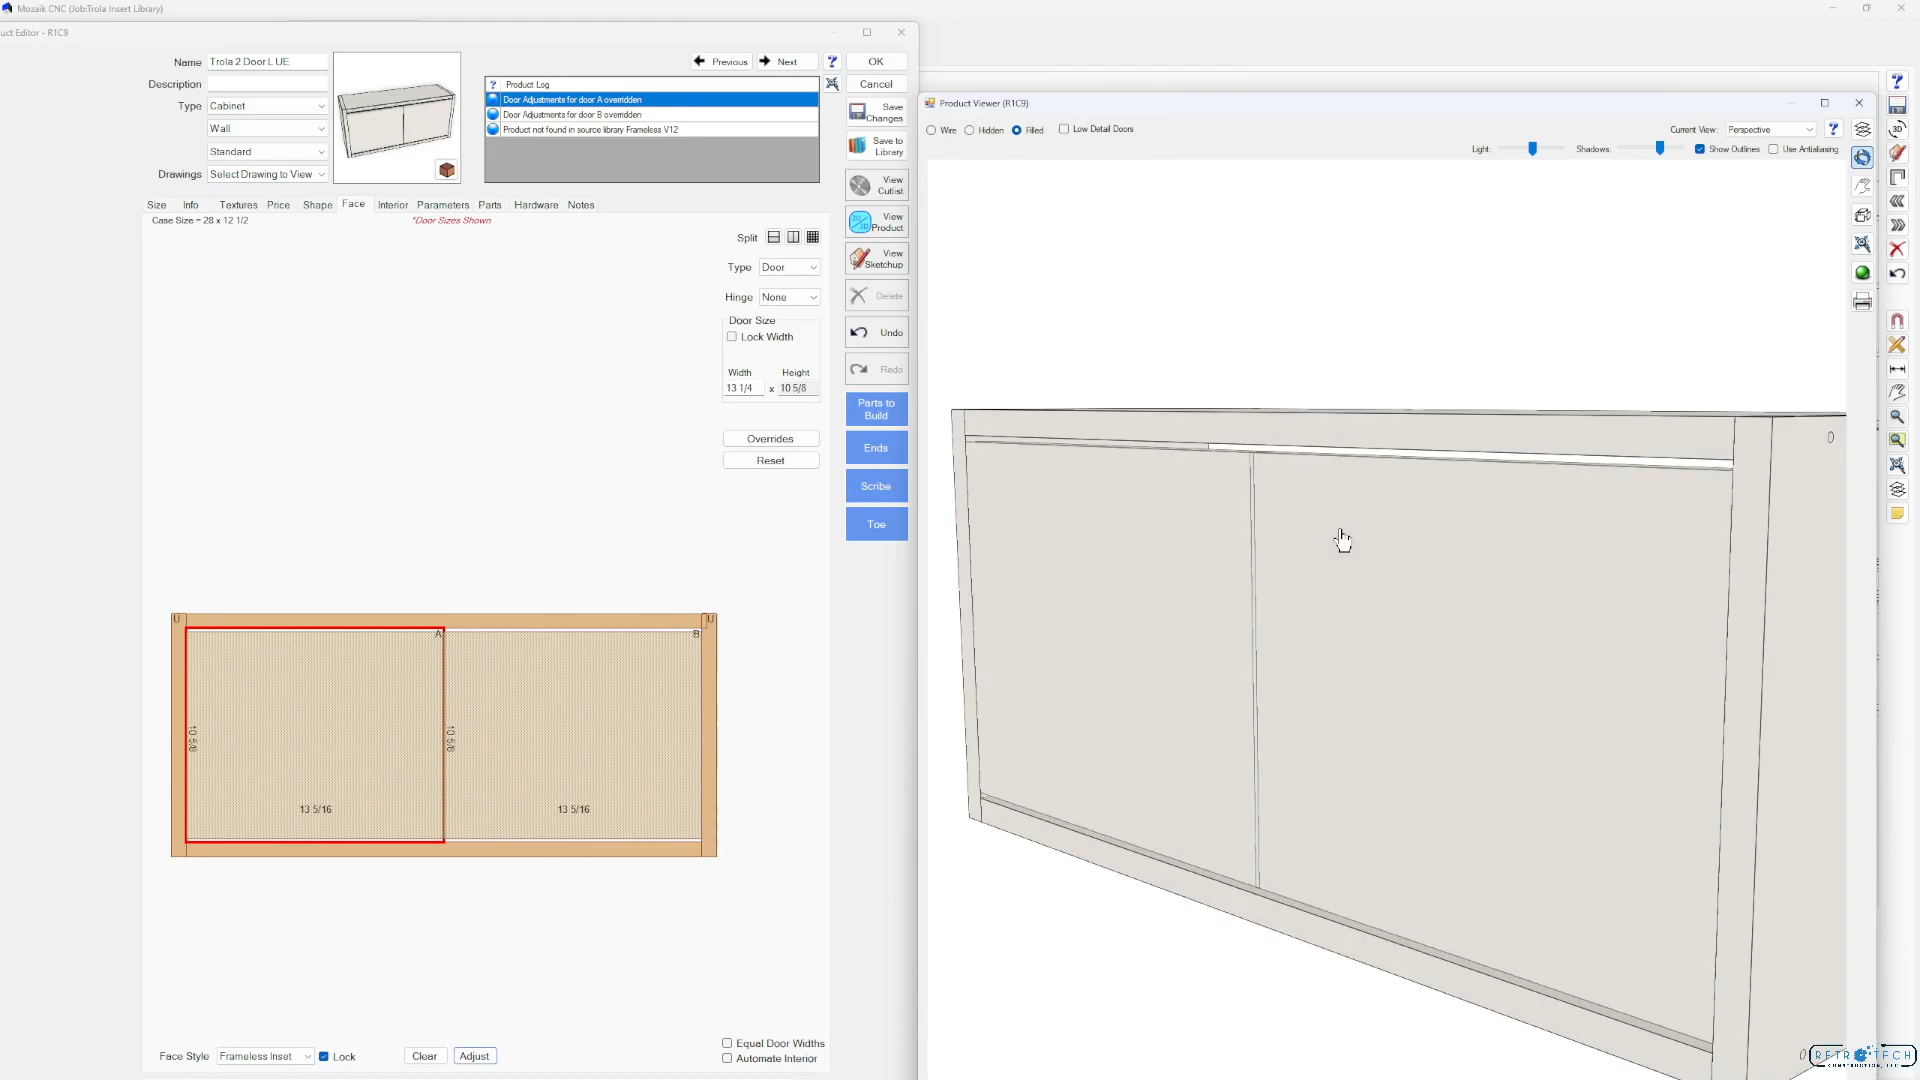 Mozaik CNC (Job:Trola Insert Library)
uct Editor - R1C9
Name Trola 2 Door L UE
Description
Type Cabinet
Wall
Standard
Drawings Select Drawing to View
Previous Next OK
Product Log Cancel
Door Adjustments for door A overridden
Door Adjustments for door B overridden
Product not found in source library Frameless V12
Save Changes
Save to Library
View Cutlist
View Product
View Sketchup
Delete
Undo
Redo
Parts to Build
Ends
Scribe
Toe
Size Info Textures Price Shape Face Interior Parameters Parts Hardware Notes
Case Size = 28 x 12 1/2 *Door Sizes Shown
Split
Type Door
Hinge None
Door Size
Lock Width
Width Height
13 1/4 x 10 5/8
Overrides
Reset
U U
A B
10 5/8 10 5/8
13 5/16 13 5/16
Equal Door Widths
Face Style Frameless Inset Lock Clear Adjust
Automate Interior
Product Viewer (R1C9)
Wire Hidden Filled Low Detail Doors Current View: Perspective
Light: Shadows: Show Outlines Use Antialiasing
RETROTECH
CONSTRUCTION, LLC